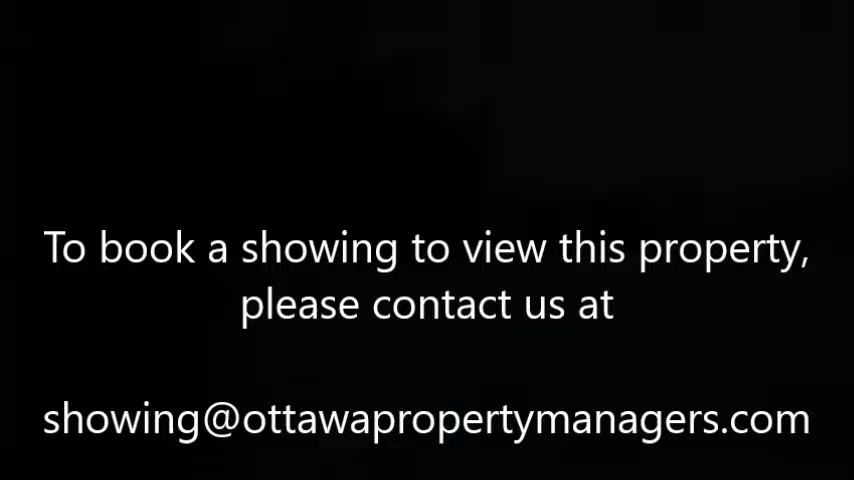 To book a showing to view this property,
please contact us at
showing@ottawapropertymanagers.com